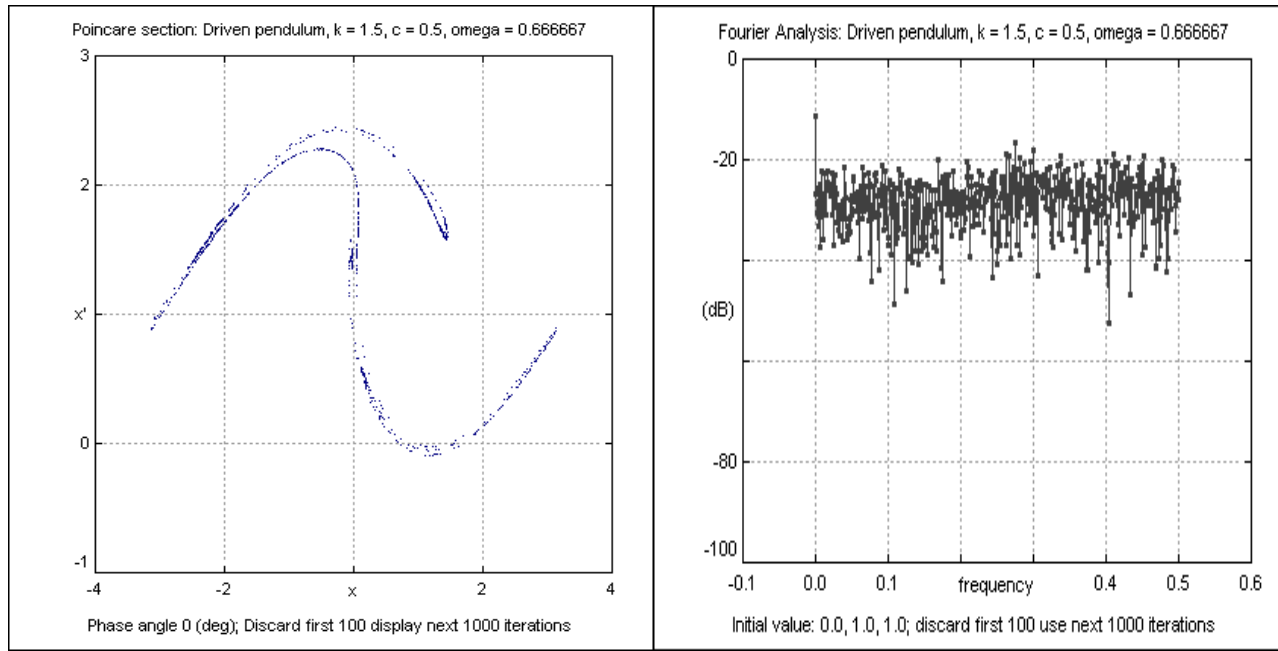 Poincare section: Driven pendulum, k = 1.5, c = 0.5, omega = 0.666667
3
2
x'
0
-1
-4
-2
x
2
4
Phase angle 0 (deg); Discard first 100 display next 1000 iterations
Fourier Analysis: Driven pendulum, k = 1.5, c = 0.5, omega = 0.666667
0
-20
(dB)
-80
-100
-0.1
0.0
0.1
frequency
0.4
0.5
0.6
Initial value: 0.0, 1.0, 1.0; discard first 100 use next 1000 iterations